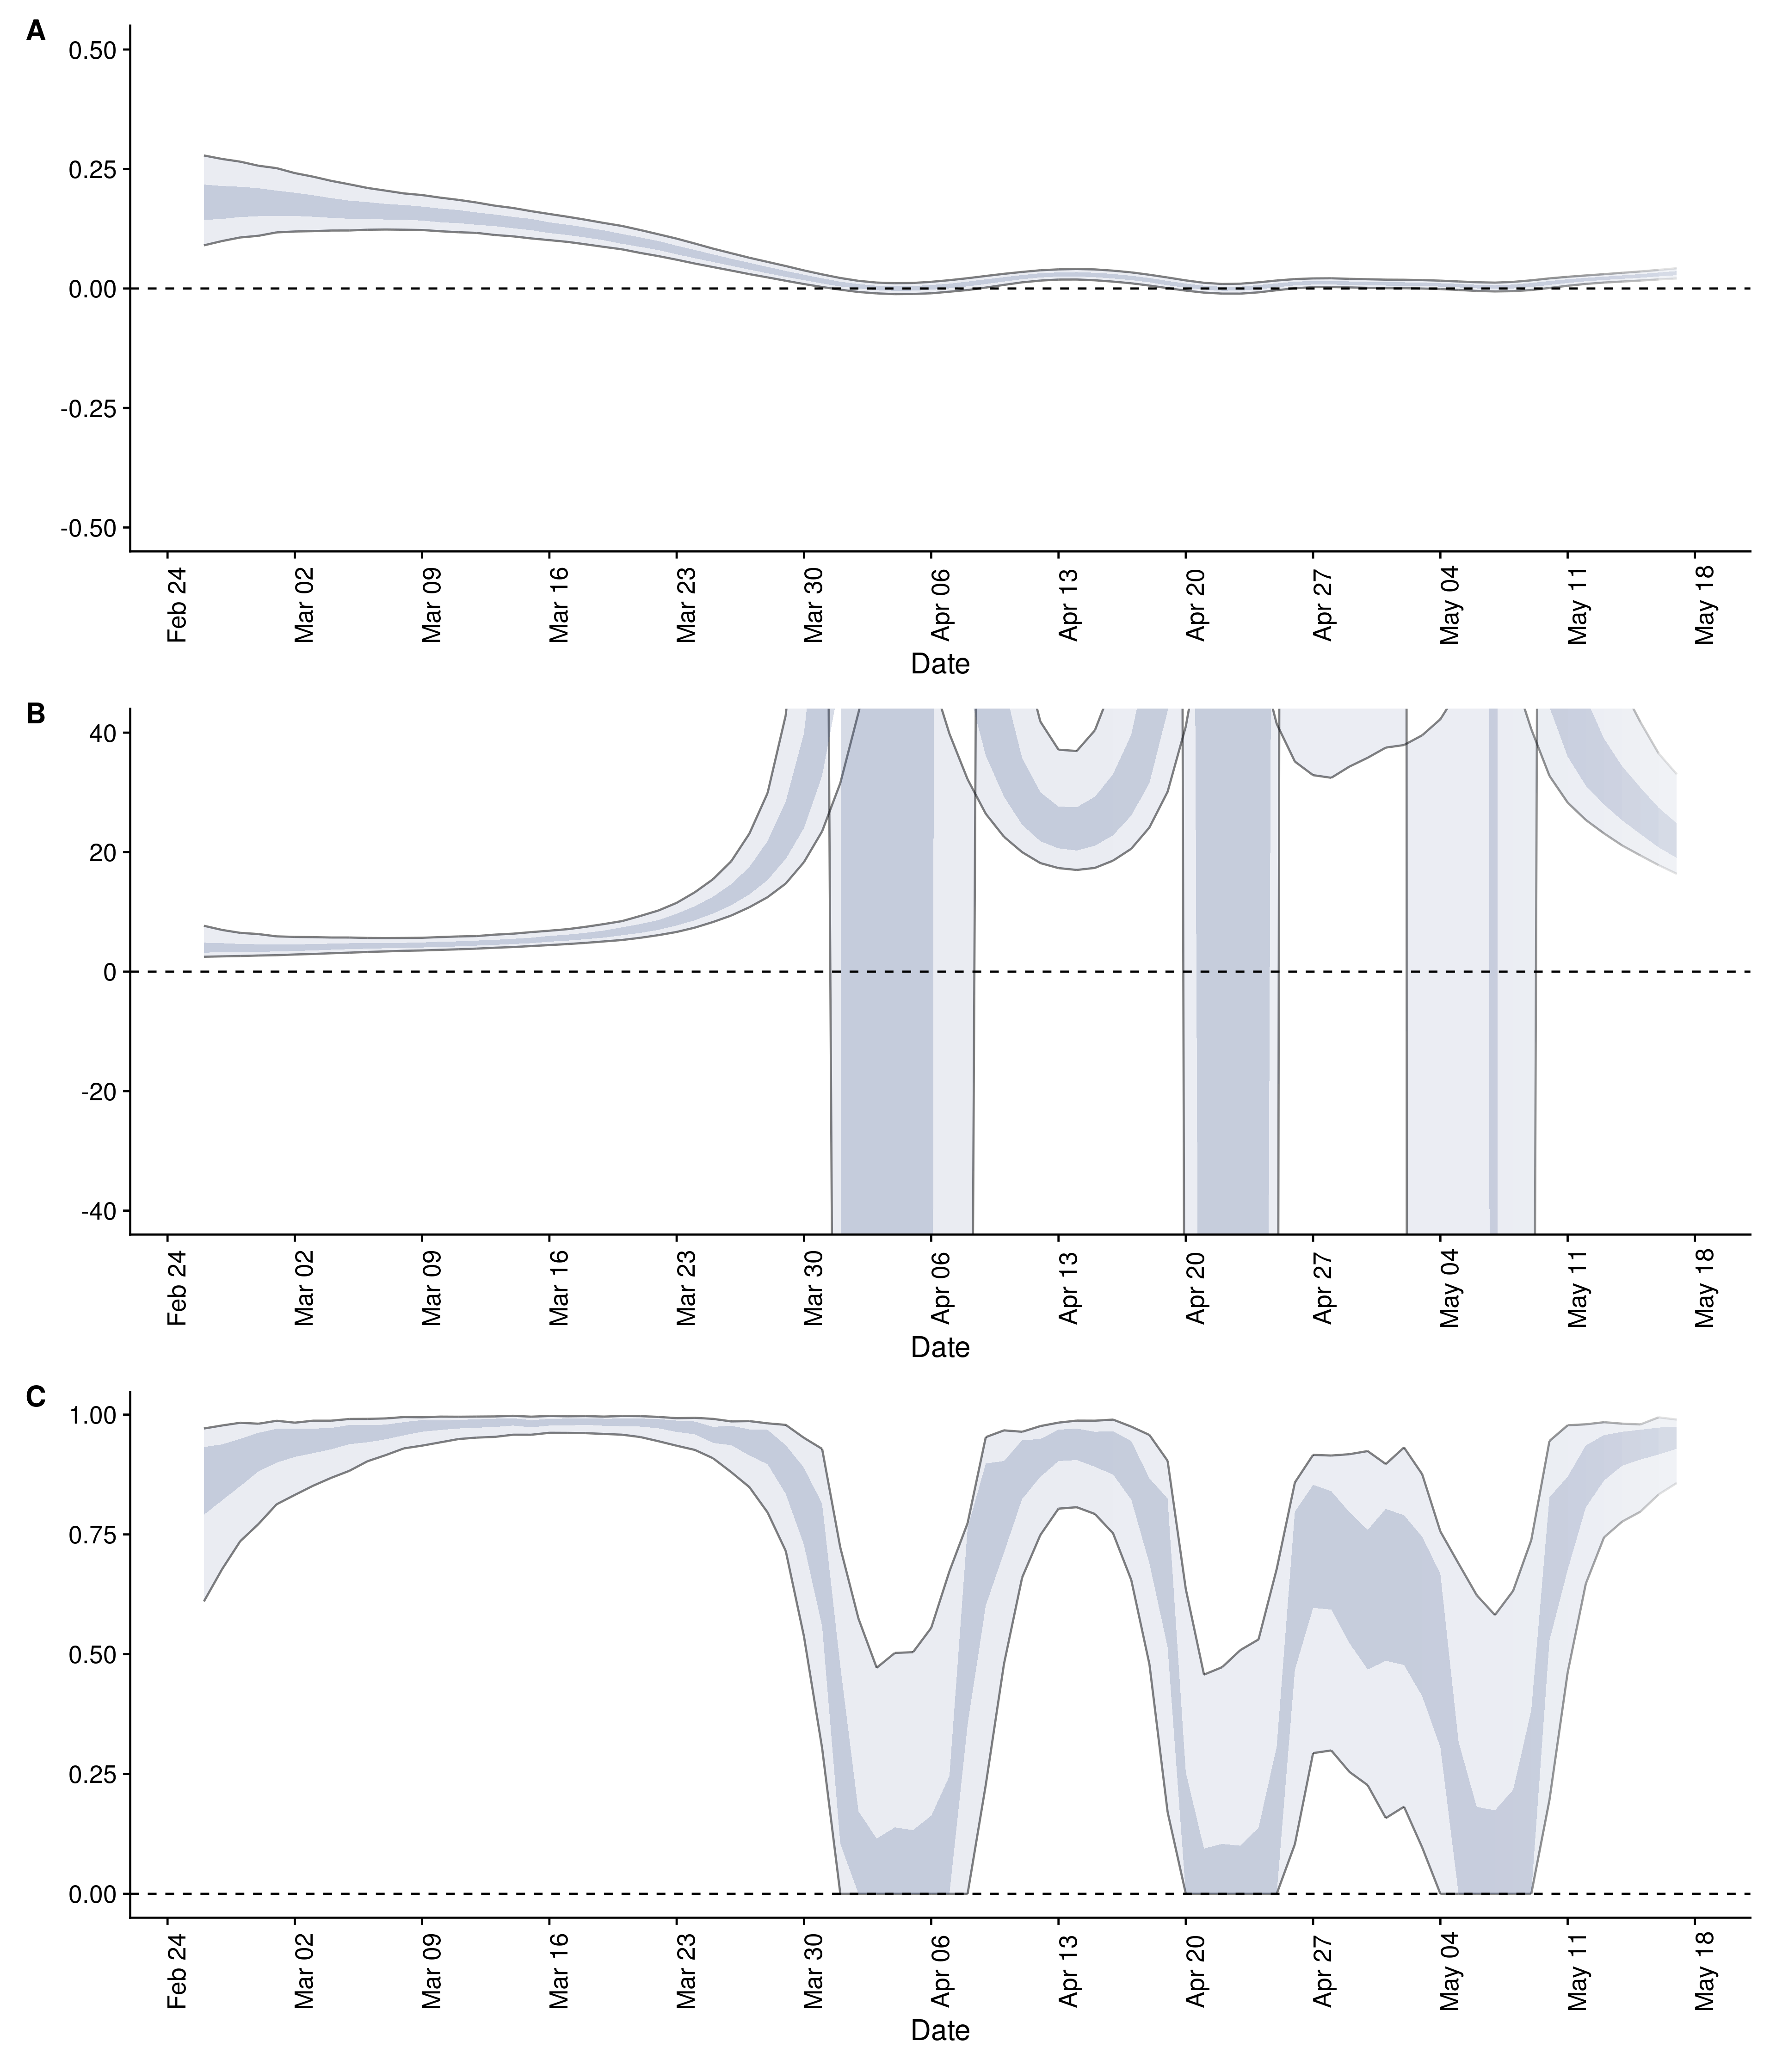 A
0.50
0.25
0.00
-0.25
-0.50
Feb 24
Mar 02
Mar 09
Mar 16
Mar 23
Mar 30
Apr 06
Apr 13
Apr 20
Apr 27
May 04
May 11
May 18
Date
B
40
20
0
-20
-40
Feb 24
Mar 02
Mar 09
Mar 16
Mar 23
Mar 30
Apr 06
Apr 13
Apr 20
Apr 27
May 04
May 11
May 18
Date
C
1.00
0.75
0.50
0.25
0.00
Feb 24
Mar 02
Mar 09
Mar 16
Mar 23
Mar 30
Apr 06
Apr 13
Apr 20
Apr 27
May 04
May 11
May 18
Date